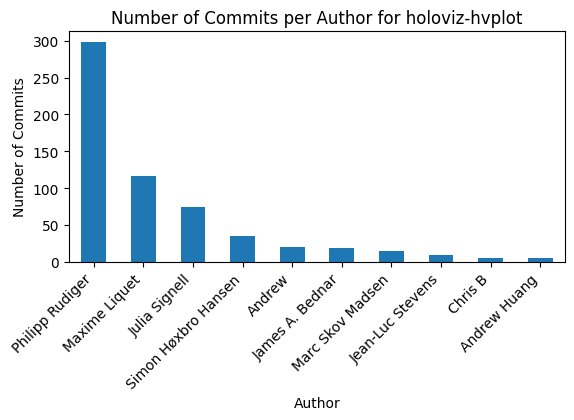 Number of Commits per Author for holoviz-hvplot
Number of Commits
300
250
200
150
100
50
0
Philipp Rudiger
Maxime Liquet
Julia Signell
Simon Høxbro Hansen
Andrew
James A. Bednar
Marc Skov Madsen
Jean-Luc Stevens
Chris B
Andrew Huang
Author